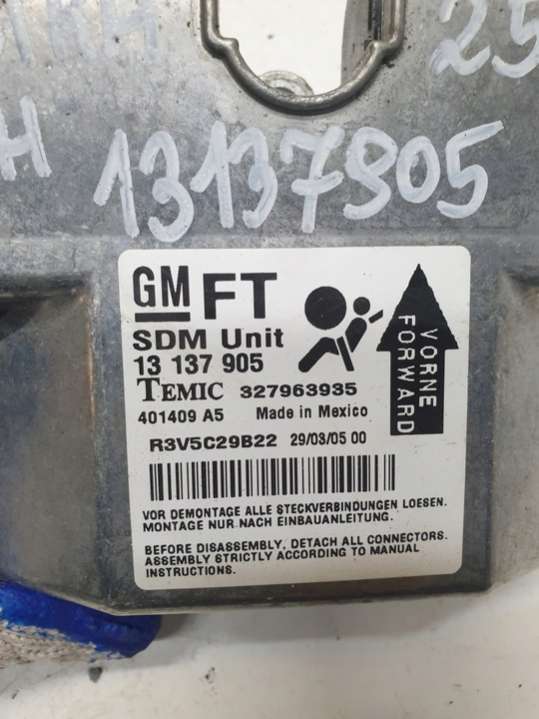 25
Н
13137905
GM FT
SDM Unit
13 137 905
TEMIC 327963935
401409 A5 Made in Mexico
R3V5C29B22 29/03/05 00
VORNE
FORWARD
VOR DEMONTAGE ALLE STECKVERBINDUNGEN LOESEN.
MONTAGE NUR NACH EINBAUANLEITUNG.
BEFORE DISASSEMBLY, DETACH ALL CONNECTORS.
ASSEMBLY STRICTLY ACCORDING TO MANUAL
INSTRUCTIONS.